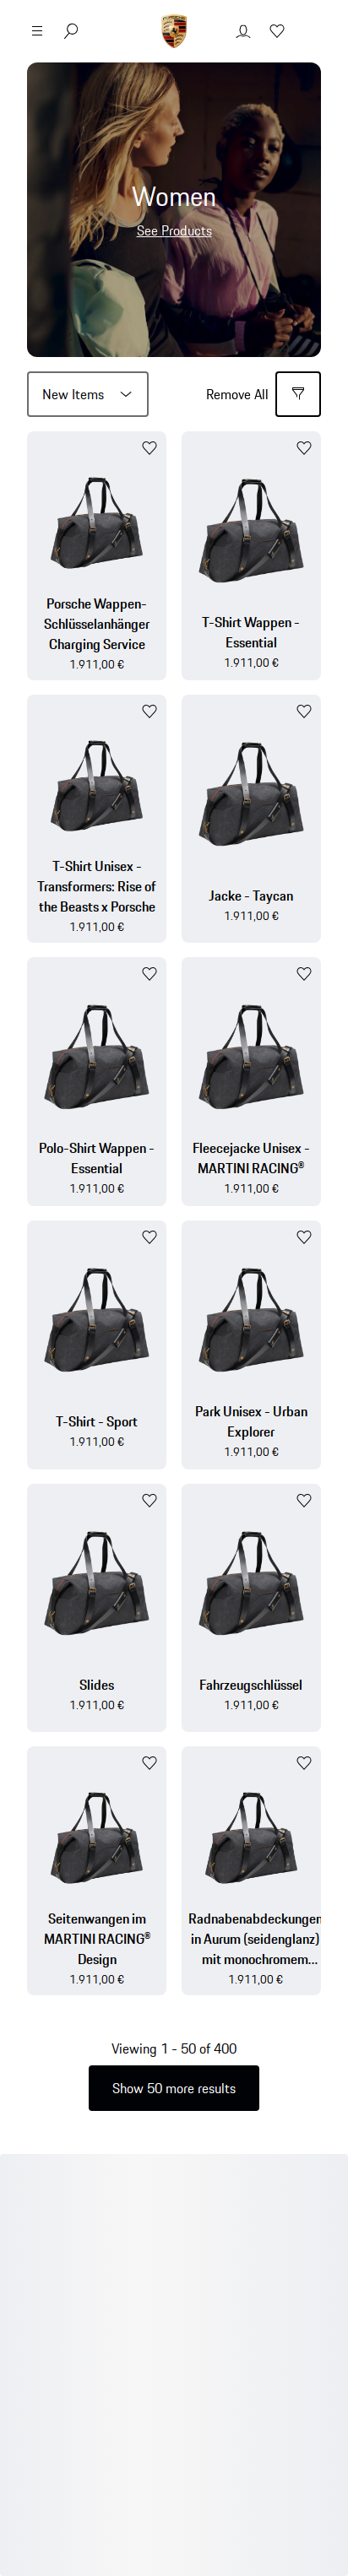 Women
See Products
New Items
Remove All
Porsche Wappen-
Schlüsselanhänger
Charging Service
1.911,00 €
T-Shirt Wappen -
Essential
1.911,00 €
T-Shirt Unisex -
Transformers: Rise of
the Beasts x Porsche
1.911,00 €
Jacke - Taycan
1.911,00 €
Polo-Shirt Wappen -
Essential
1.911,00 €
Fleecejacke Unisex -
MARTINI RACING®
1.911,00 €
T-Shirt - Sport
1.911,00 €
Park Unisex - Urban
Explorer
1.911,00 €
Slides
1.911,00 €
Fahrzeugschlüssel
1.911,00 €
Seitenwangen im
MARTINI RACING®
Design
1.911,00 €
Radnabenabdeckungen
in Aurum (seidenglanz)
mit monochromem...
1.911,00 €
Viewing 1 - 50 of 400
Show 50 more results